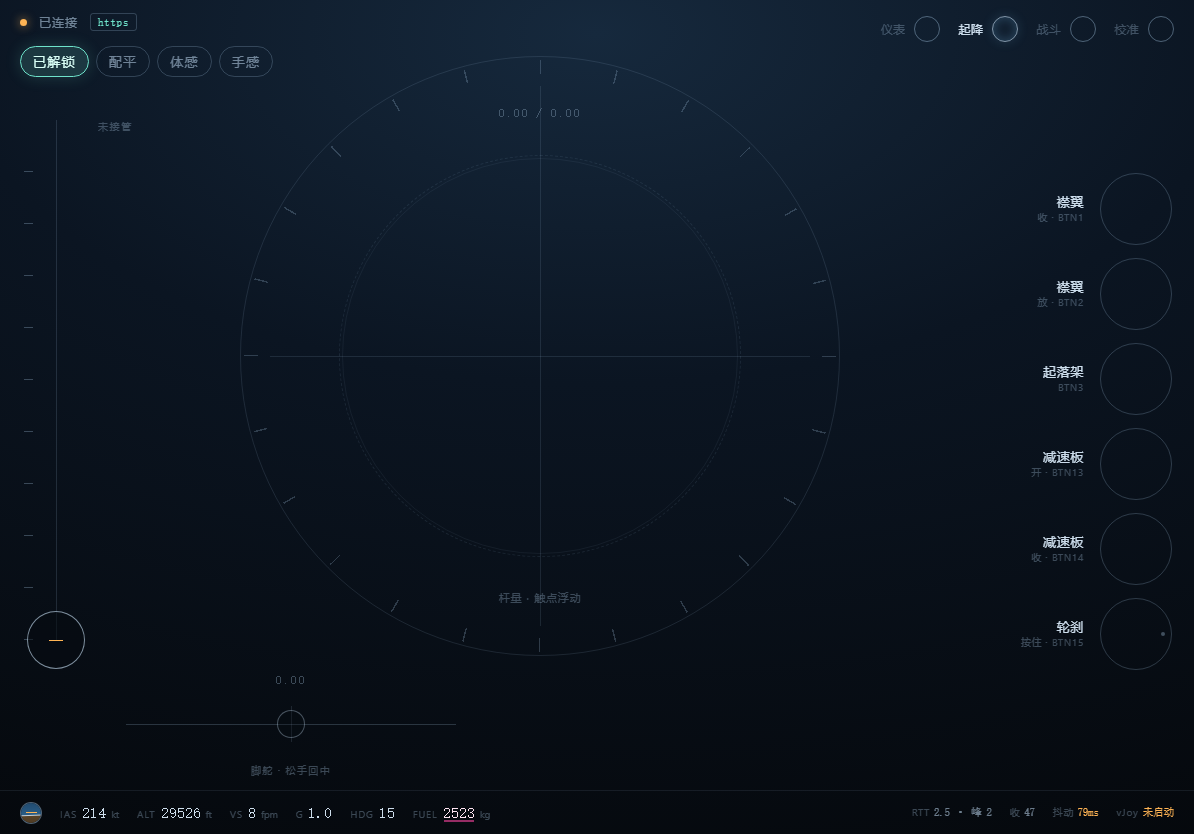 已连接 https
仪表 起降 战斗 校准
已解锁 配平 体感 手感
0.00 / 0.00
未接管
襟翼
收 · BTN1
襟翼
放 · BTN2
起落架
BTN3
减速板
开 · BTN13
减速板
收 · BTN14
杆量 · 触点浮动
轮刹
按住 · BTN15
0.00
脚舵 · 松手回中
IAS 214 kt ALT 29526 ft VS 8 fpm G 1.0 HDG 15 FUEL 2523 kg RTT 2.5 · 峰 2 收 47 抖动 79ms vJoy 未启动